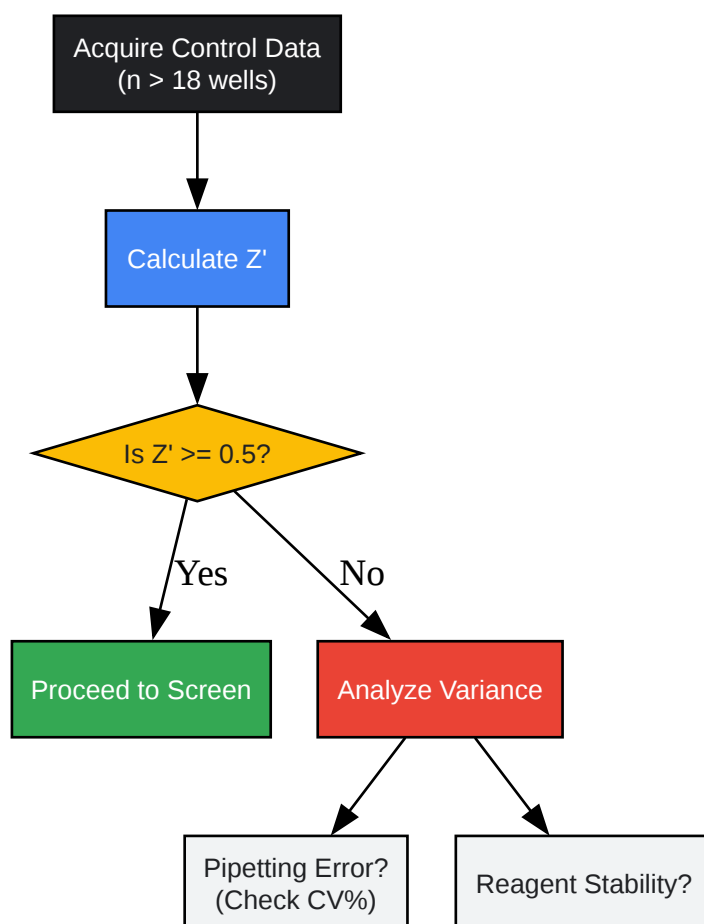 Acquire Control Data
(n > 18 wells)
Calculate Z'
Is Z' >= 0.5?
Yes
No
Proceed to Screen
Analyze Variance
Pipetting Error?
(Check CV%)
Reagent Stability?